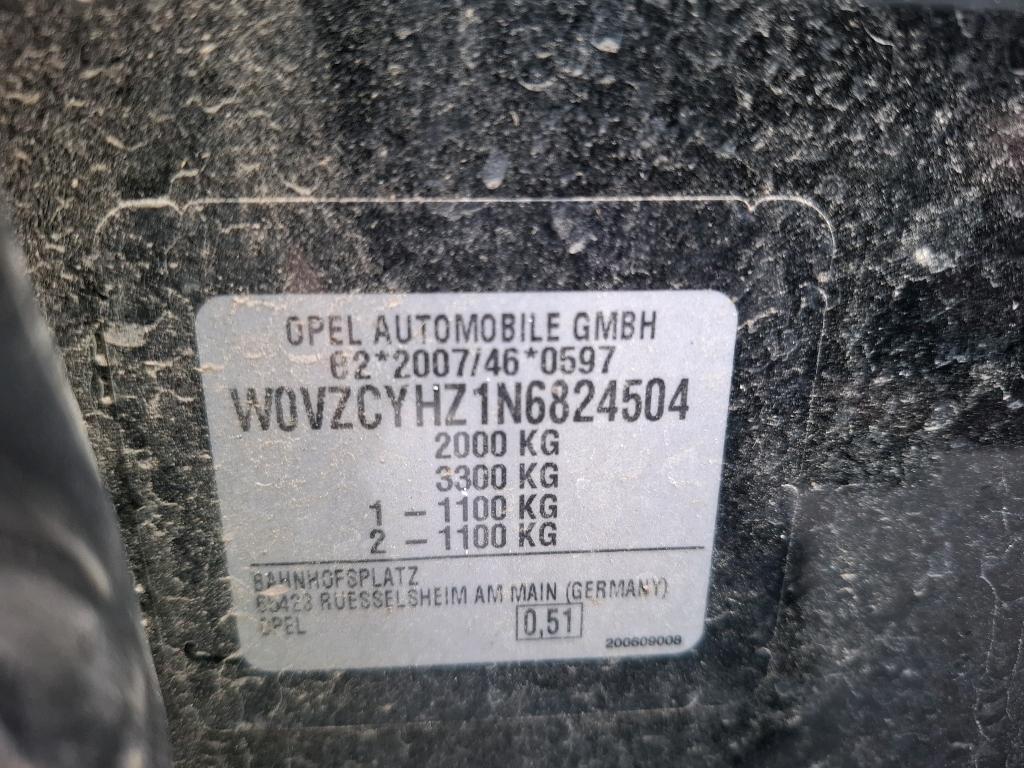 OPEL AUTOMOBILE GMBH
e2*2007/46*0597
W0VZCYHZ1N6824504
2000 KG
3300 KG
1 - 1100 KG
2 - 1100 KG
BAHNHOFSPLATZ
65423 RUESSELSHEIM AM MAIN (GERMANY)
OPEL 0,51
200609008